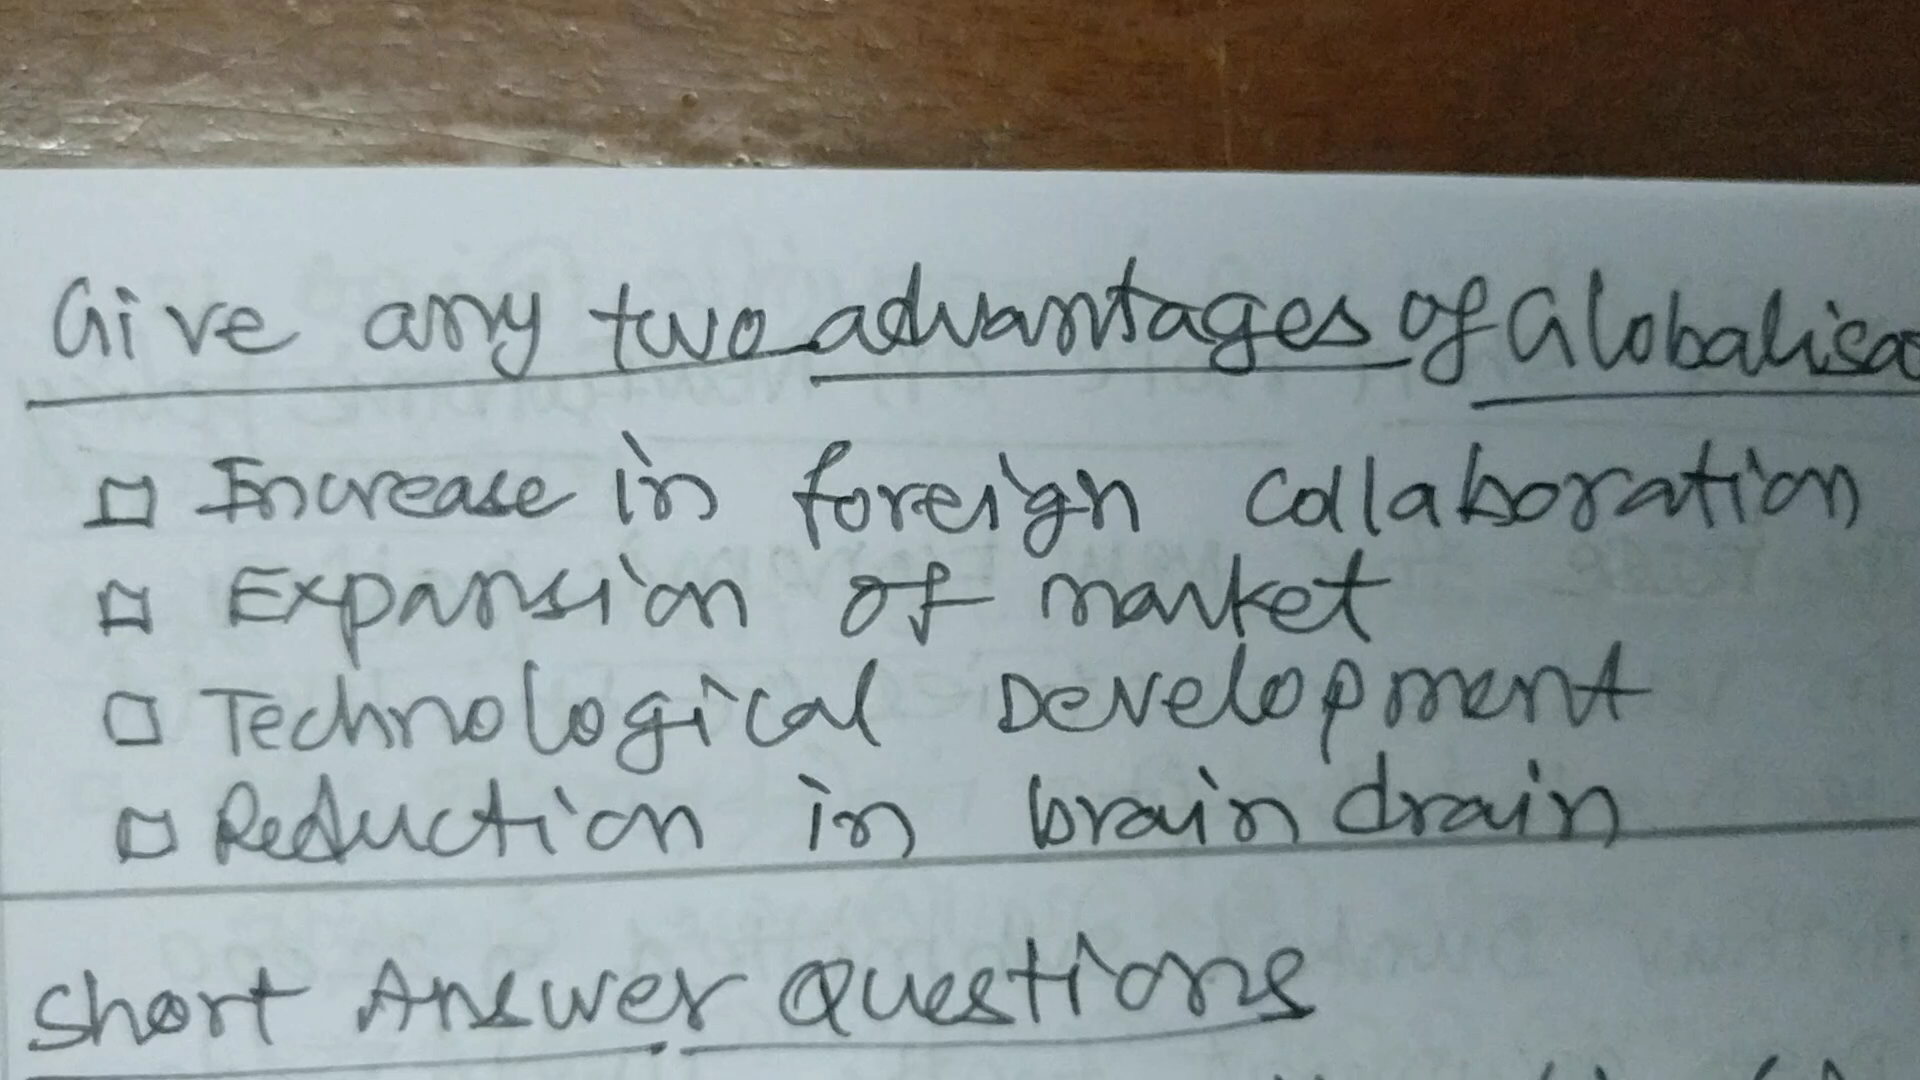 Give any two advantages of Globalisa
□ Increase in foreign collaboration
□ Expansion of market
□ Technological Development
□ Reduction in brain drain
Short Answer Questions